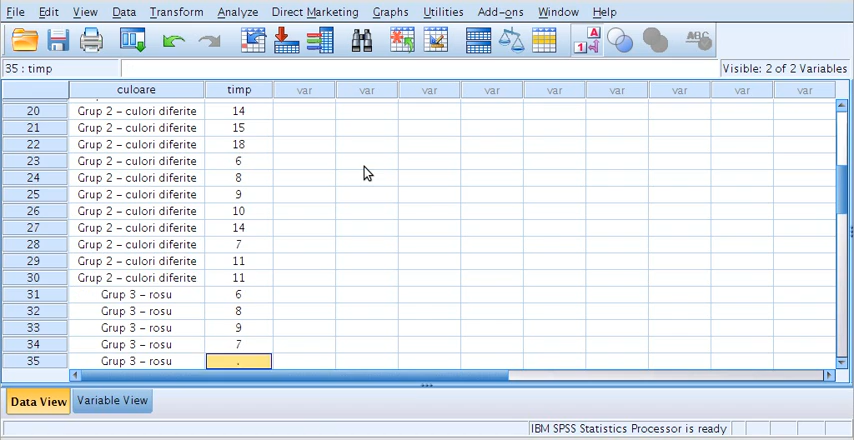 File Edit View Data Transform Analyze Direct Marketing Graphs Utilities Add-ons Window Help
A
1
ABC
35 : timp Visible: 2 of 2 Variables
culoare timp var var var var var var var var var
20 Grup 2 – culori diferite 14
21 Grup 2 – culori diferite 15
22 Grup 2 – culori diferite 18
23 Grup 2 – culori diferite 6
24 Grup 2 – culori diferite 8
25 Grup 2 – culori diferite 9
26 Grup 2 – culori diferite 10
27 Grup 2 – culori diferite 14
28 Grup 2 – culori diferite 7
29 Grup 2 – culori diferite 11
30 Grup 2 – culori diferite 11
31 Grup 3 – rosu 6
32 Grup 3 – rosu 8
33 Grup 3 – rosu 9
34 Grup 3 – rosu 7
35 Grup 3 – rosu .
Data View Variable View
IBM SPSS Statistics Processor is ready